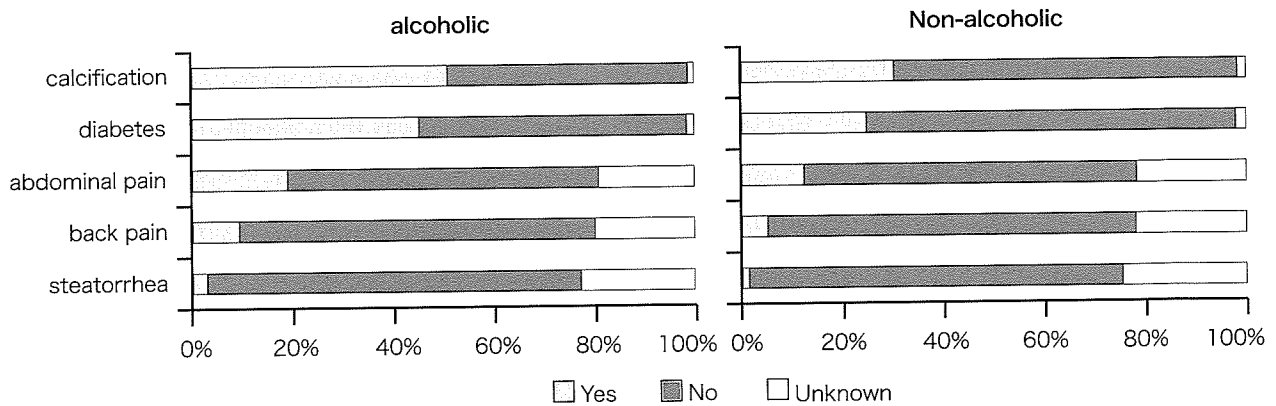 alcoholic
Non-alcoholic
calcification
diabetes
abdominal pain
back pain
steatorrhea
0% 20% 40% 60% 80% 100%
0% 20% 40% 60% 80% 100%
Yes No Unknown